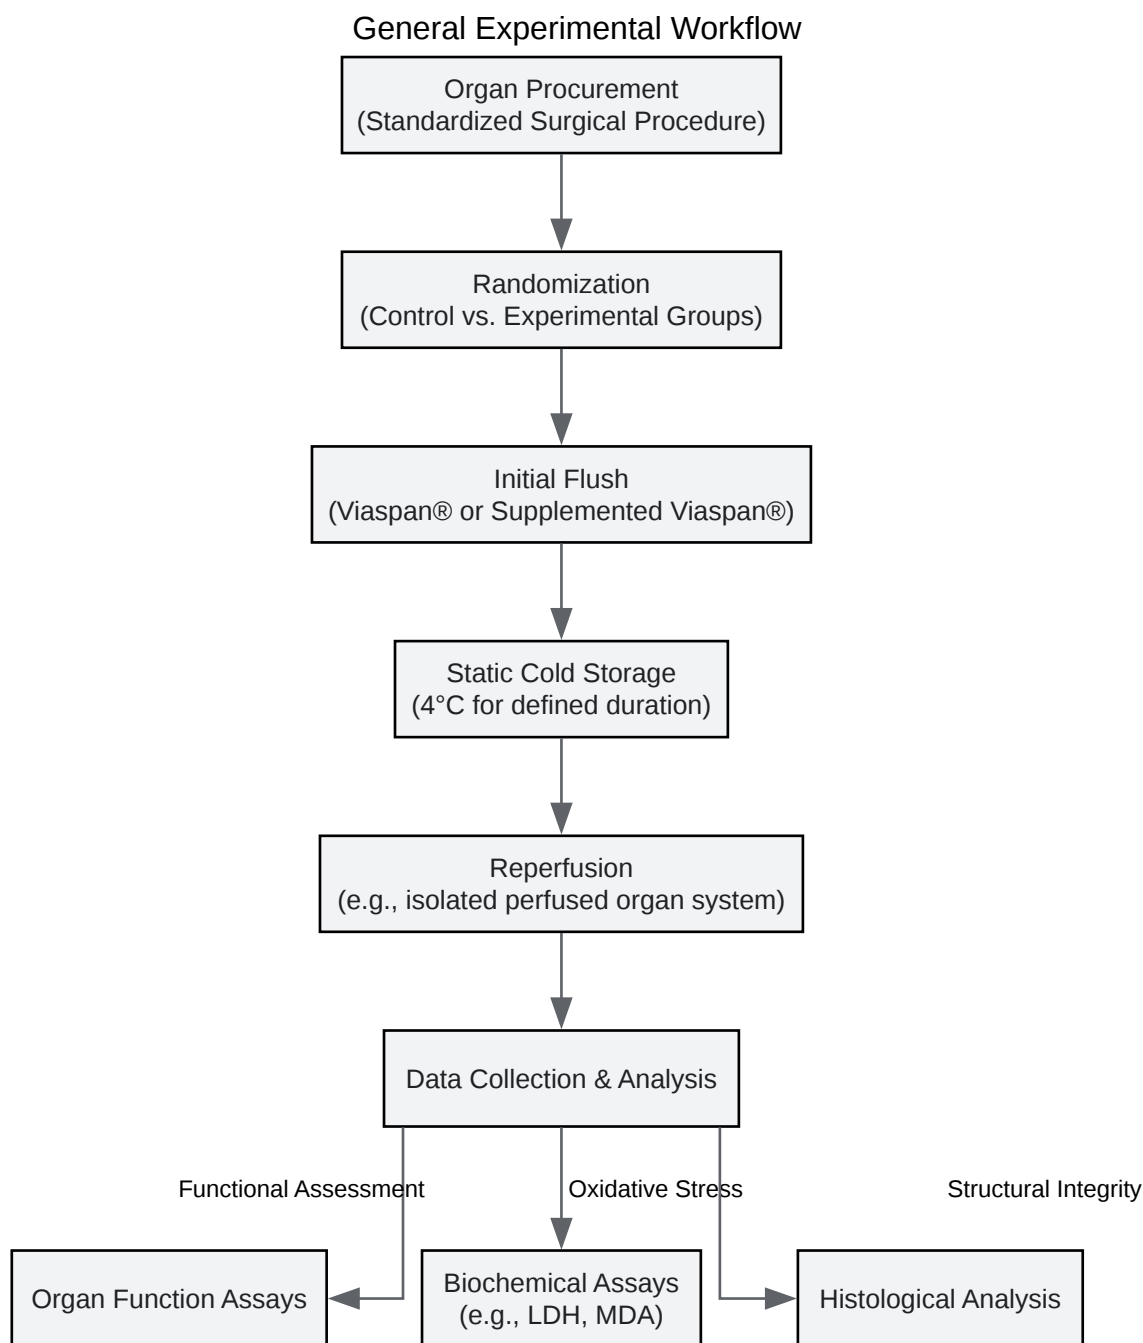 General Experimental Workflow
Organ Procurement
(Standardized Surgical Procedure)
Randomization
(Control vs. Experimental Groups)
Initial Flush
(Viaspan® or Supplemented Viaspan®)
Static Cold Storage
(4°C for defined duration)
Reperfusion
(e.g., isolated perfused organ system)
Data Collection & Analysis
Functional Assessment
Oxidative Stress
Structural Integrity
Organ Function Assays
Biochemical Assays
(e.g., LDH, MDA)
Histological Analysis